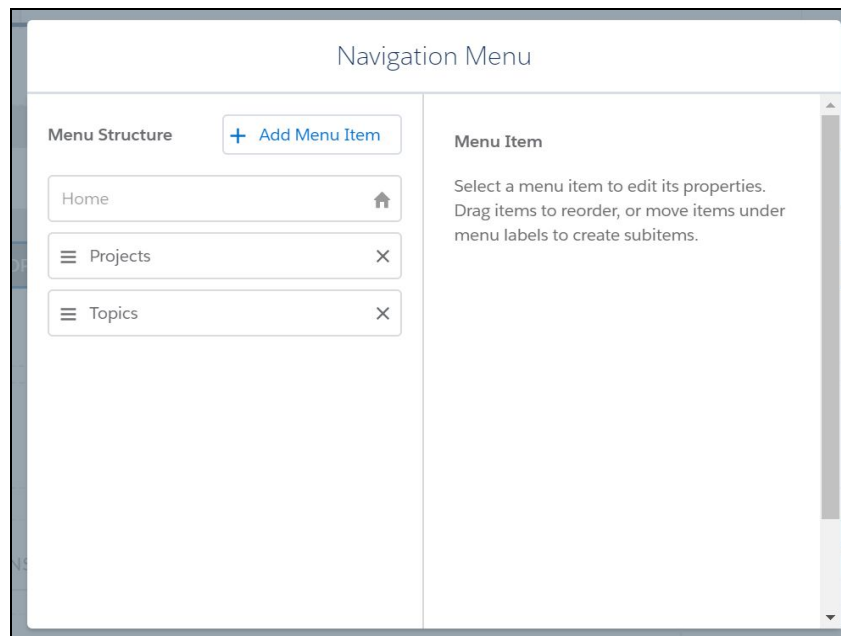 Navigation Menu
Menu Structure
+ Add Menu Item
Home
Projects
Topics
Menu Item
Select a menu item to edit its properties.
Drag items to reorder, or move items under
menu labels to create subitems.